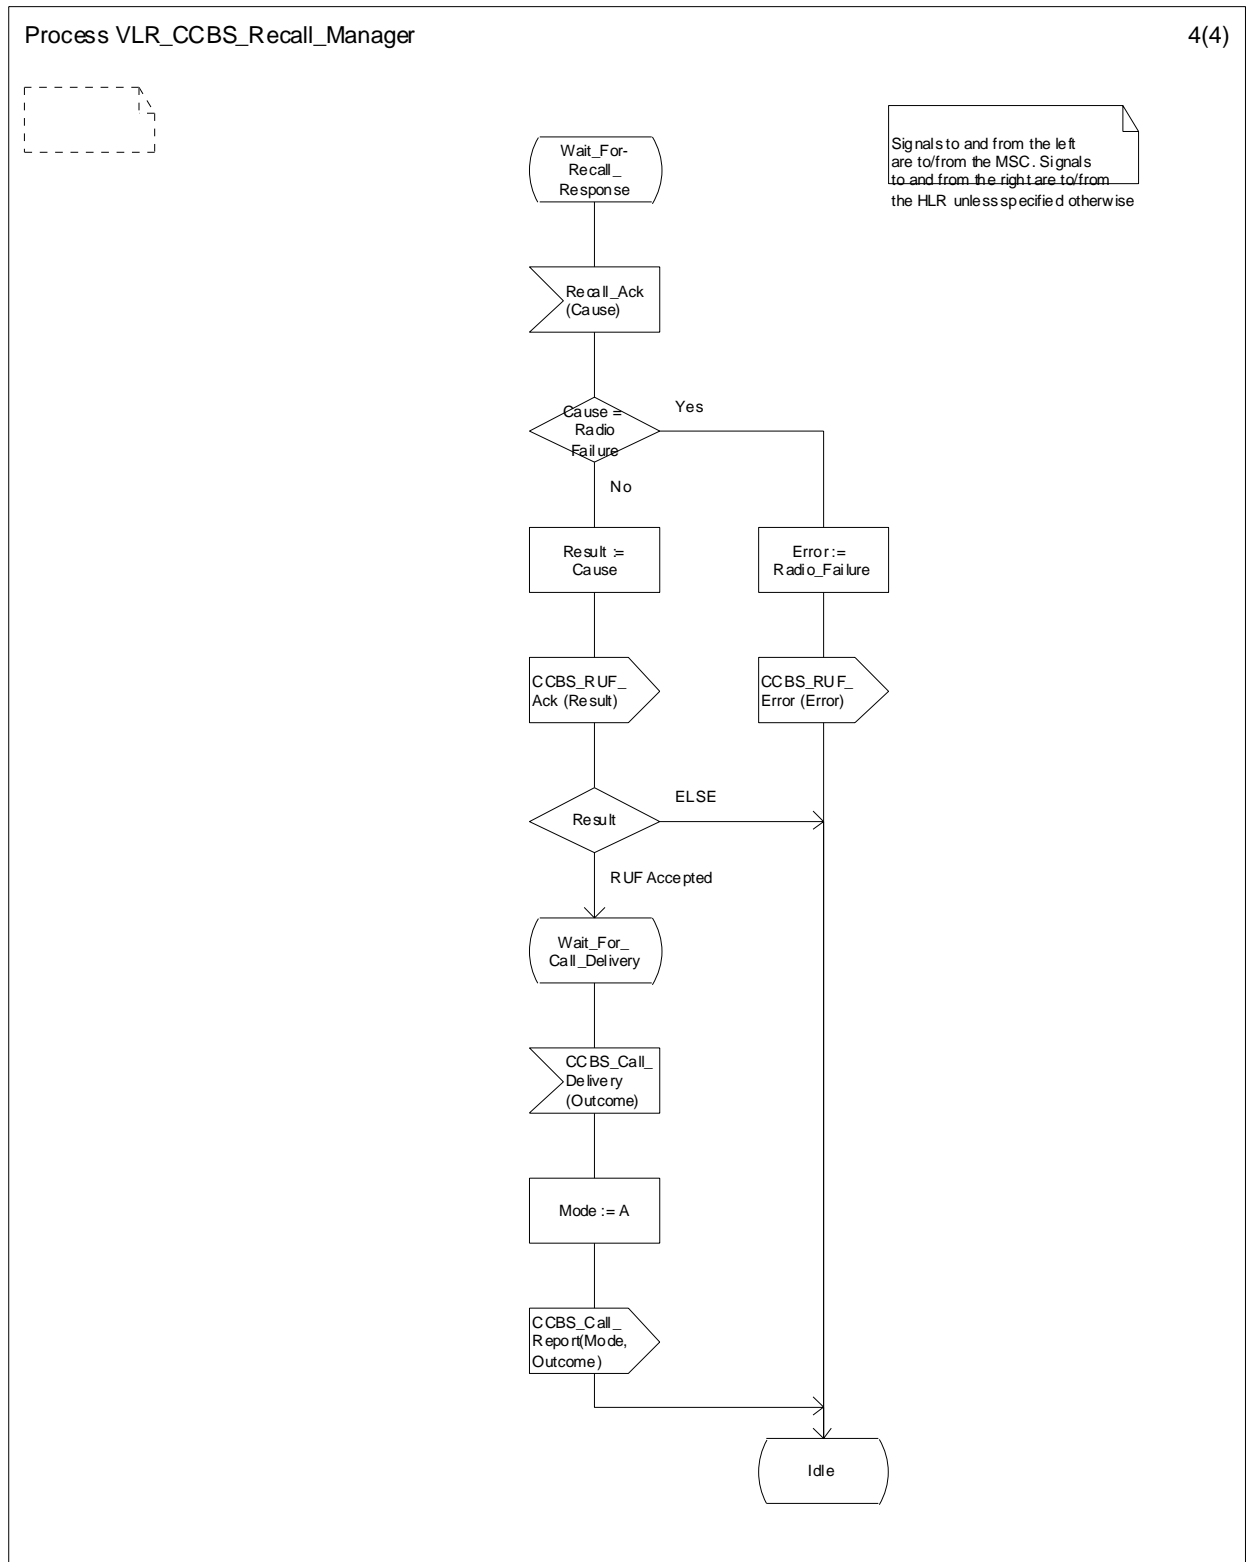 Process VLR_CCBS_Recall_Manager
4(4)
Signals to and from the left
are to/from the MSC. Signals
to and from the right are to/from
the HLR unless specified otherwise
Wait_For-
Recall_
Response
Recall_Ack
(Cause)
Cause =
Radio
Failure
Yes
No
Result :=
Cause
Error :=
Radio_Failure
CCBS_RUF_
Ack (Result)
CCBS_RUF_
Error (Error)
Result
ELSE
RUF Accepted
Wait_For_
Call_Delivery
CCBS_Call_
Delivery
(Outcome)
Mode := A
CCBS_Call_
Report(Mode,
Outcome)
Idle